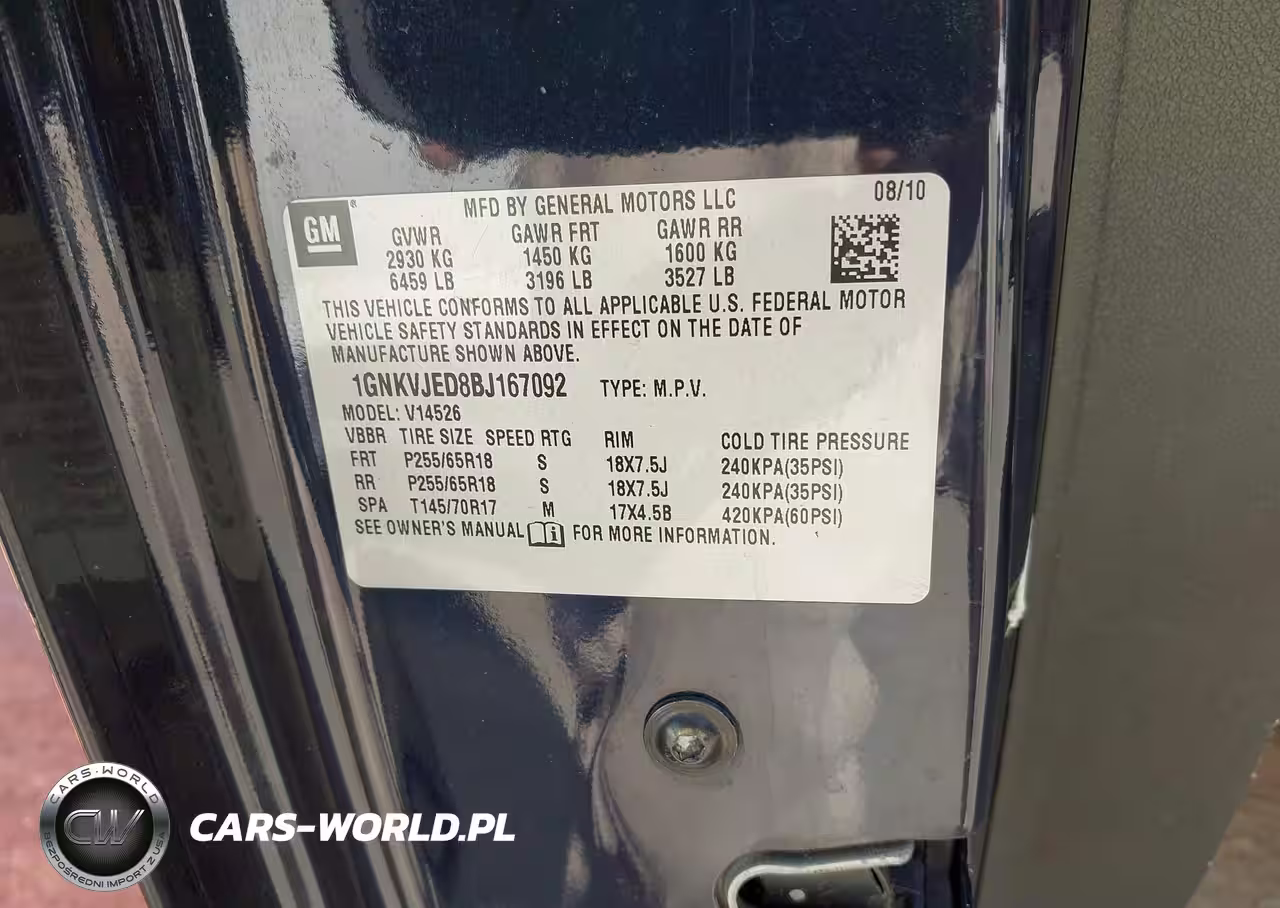 GM ®
MFD BY GENERAL MOTORS LLC 08/10
GVWR GAWR FRT GAWR RR
2930 KG 1450 KG 1600 KG
6459 LB 3196 LB 3527 LB
THIS VEHICLE CONFORMS TO ALL APPLICABLE U.S. FEDERAL MOTOR
VEHICLE SAFETY STANDARDS IN EFFECT ON THE DATE OF
MANUFACTURE SHOWN ABOVE.
1GNKVJED8BJ167092 TYPE: M.P.V.
MODEL: V14526
VBBR TIRE SIZE SPEED RTG RIM COLD TIRE PRESSURE
FRT P255/65R18 S 18X7.5J 240KPA(35PSI)
RR P255/65R18 S 18X7.5J 240KPA(35PSI)
SPA T145/70R17 M 17X4.5B 420KPA(60PSI)
SEE OWNER'S MANUAL i FOR MORE INFORMATION.
CARS-WORLD
CW
BEZPOŚREDNI IMPORT Z USA
CARS-WORLD.PL